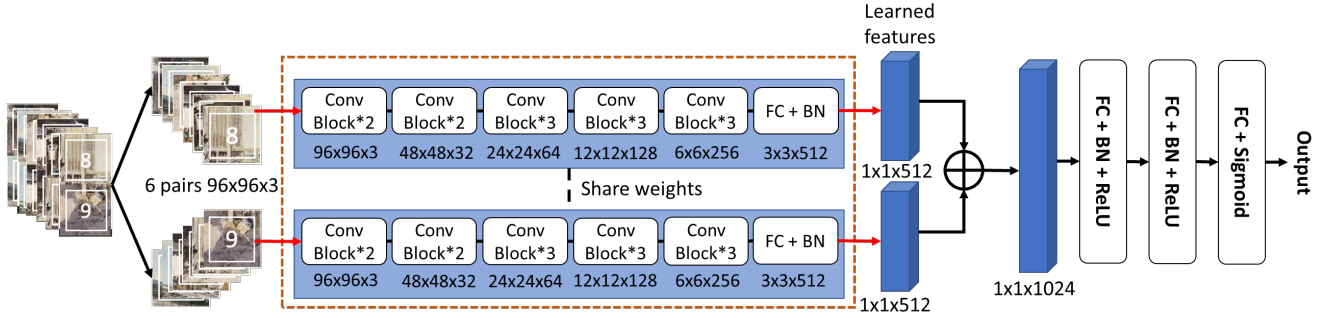 Learned
features
8
8
9
6 pairs 96x96x3
9
Conv
Block*2
Conv
Block*2
Conv
Block*3
Conv
Block*3
Conv
Block*3
FC + BN
96x96x3
48x48x32
24x24x64
12x12x128
6x6x256
3x3x512
Share weights
Conv
Block*2
Conv
Block*2
Conv
Block*3
Conv
Block*3
Conv
Block*3
FC + BN
96x96x3
48x48x32
24x24x64
12x12x128
6x6x256
3x3x512
1x1x512
1x1x512
1x1x1024
FC + BN + ReLU
FC + BN + ReLU
FC + Sigmoid
Output